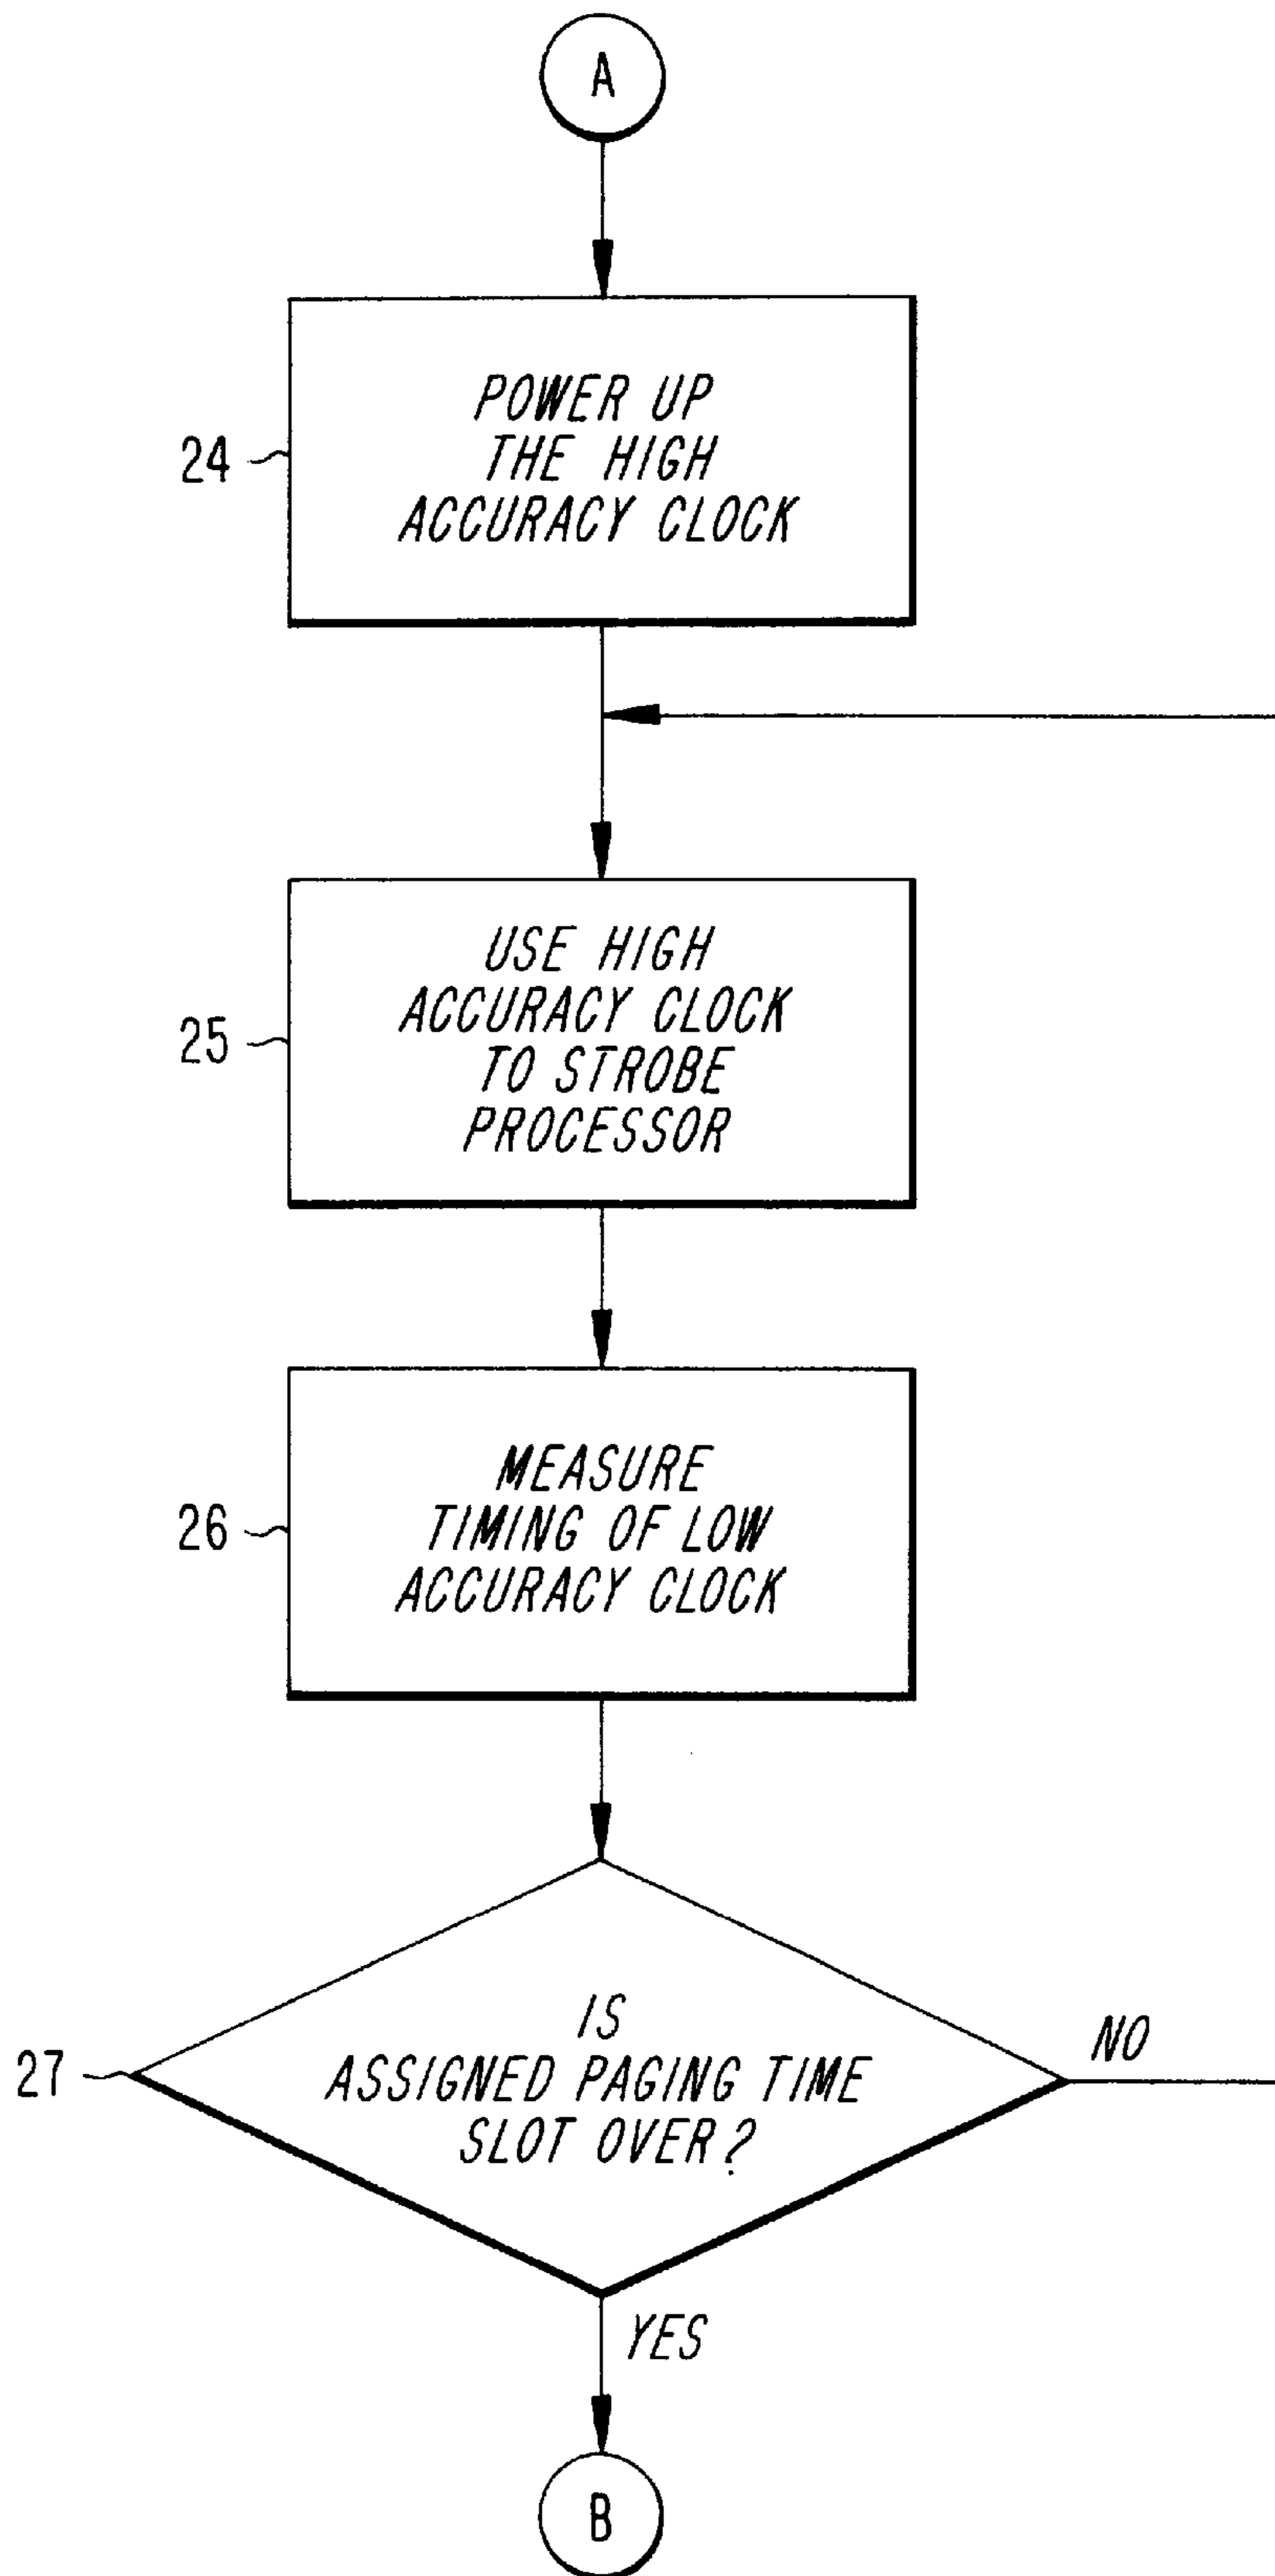 A
24
POWER UP
THE HIGH
ACCURACY CLOCK
25
USE HIGH
ACCURACY CLOCK
TO STROBE
PROCESSOR
26
MEASURE
TIMING OF LOW
ACCURACY CLOCK
27
IS
ASSIGNED PAGING TIME
SLOT OVER?
NO
YES
B